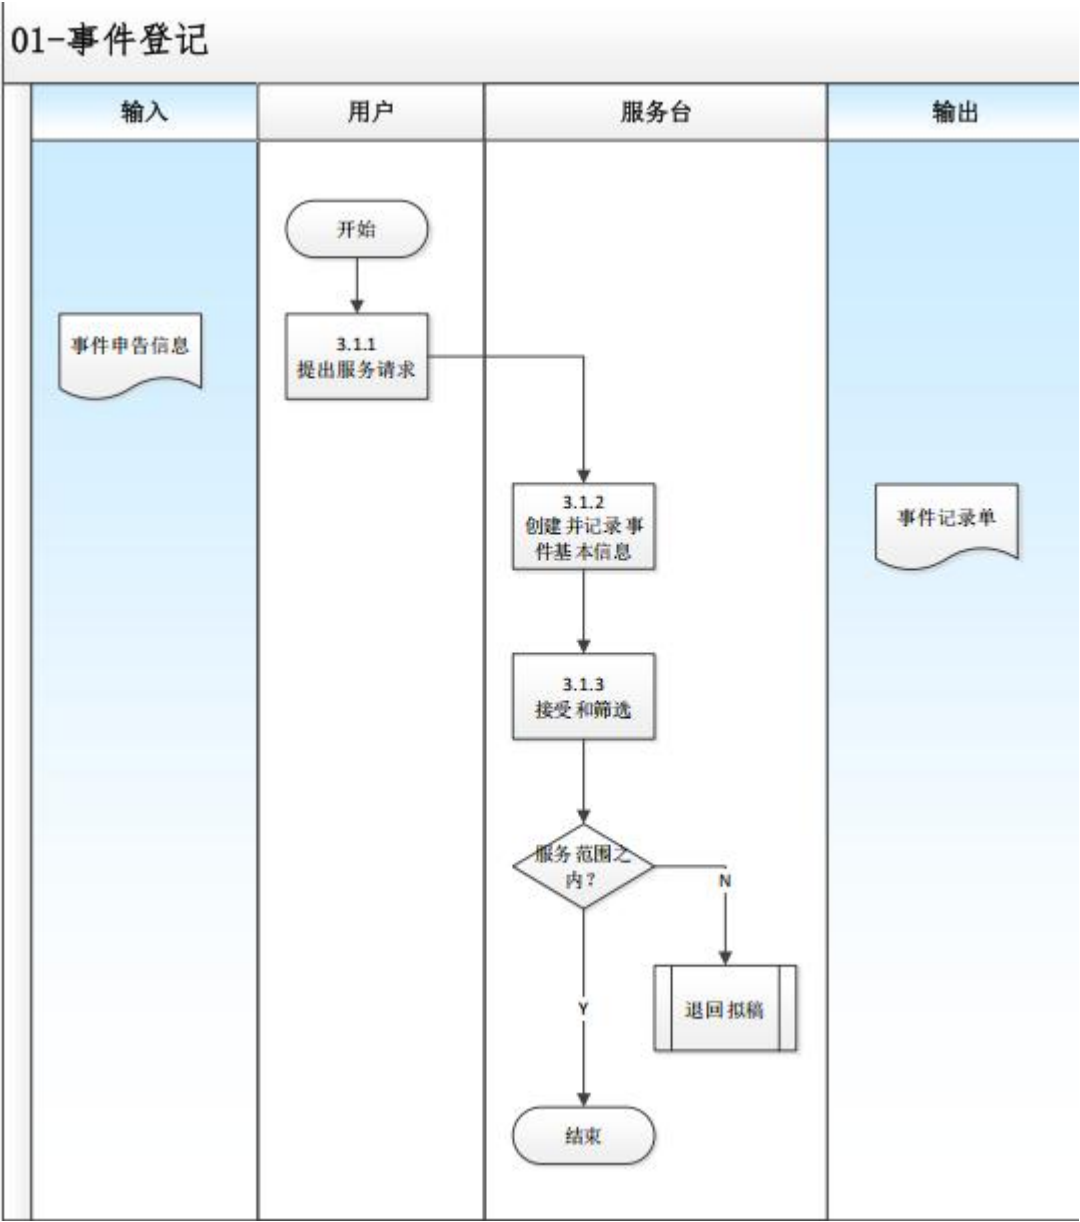 01-事件登记
输入
用户
服务台
输出
开始
事件申告信息
3.1.1
提出服务请求
3.1.2
创建并记录事
件基本信息
事件记录单
3.1.3
接受和筛选
服务范围之
内?
N
退回拟稿
Y
结束